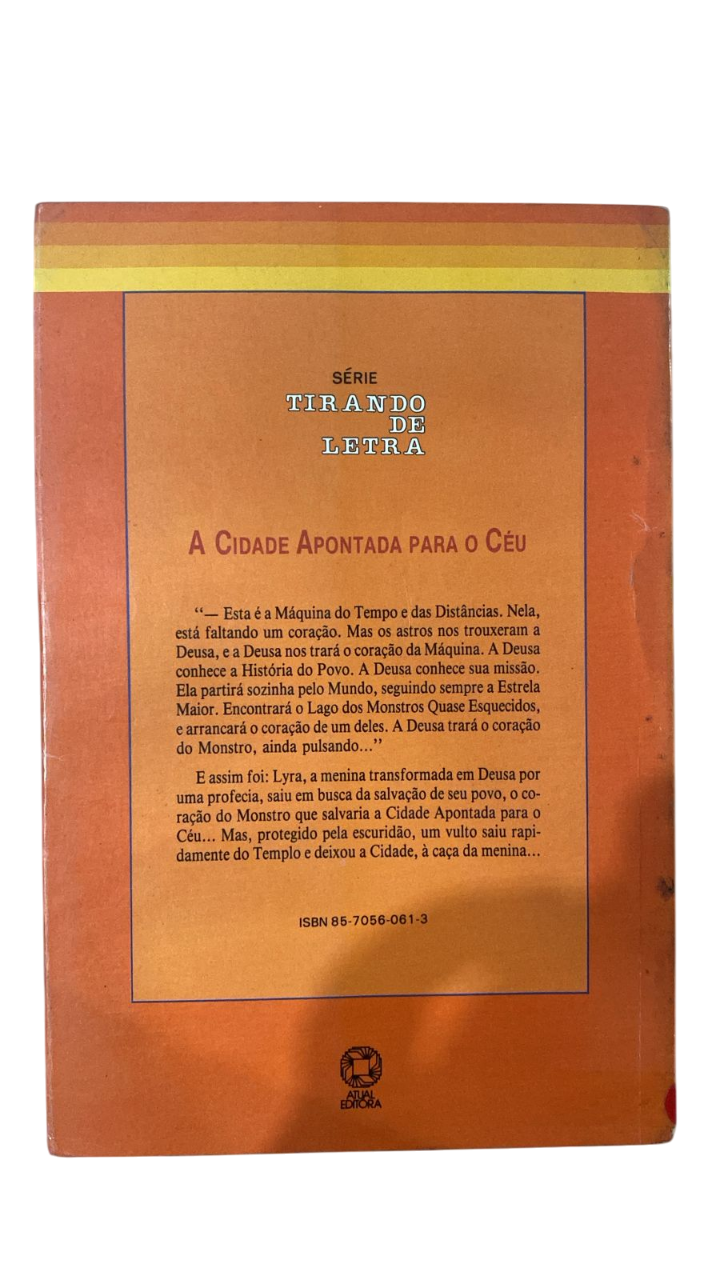 SÉRIE
TIRANDO
DE
LETRA
A CIDADE APONTADA PARA O CÉU
“— Esta é a Máquina do Tempo e das Distâncias. Nela,
está faltando um coração. Mas os astros nos trouxeram a
Deusa, e a Deusa nos trará o coração da Máquina. A Deusa
conhece a História do Povo. A Deusa conhece sua missão.
Ela partirá sozinha pelo Mundo, seguindo sempre a Estrela
Maior. Encontrará o Lago dos Monstros Quase Esquecidos,
e arrancará o coração de um deles. A Deusa trará o coração
do Monstro, ainda pulsando...”
E assim foi: Lyra, a menina transformada em Deusa por
uma profecia, saiu em busca da salvação de seu povo, o co-
ração do Monstro que salvaria a Cidade Apontada para o
Céu... Mas, protegido pela escuridão, um vulto saiu rapi-
damente do Templo e deixou a Cidade, à caça da menina...
ISBN 85-7056-061-3
ATUAL
EDITORA